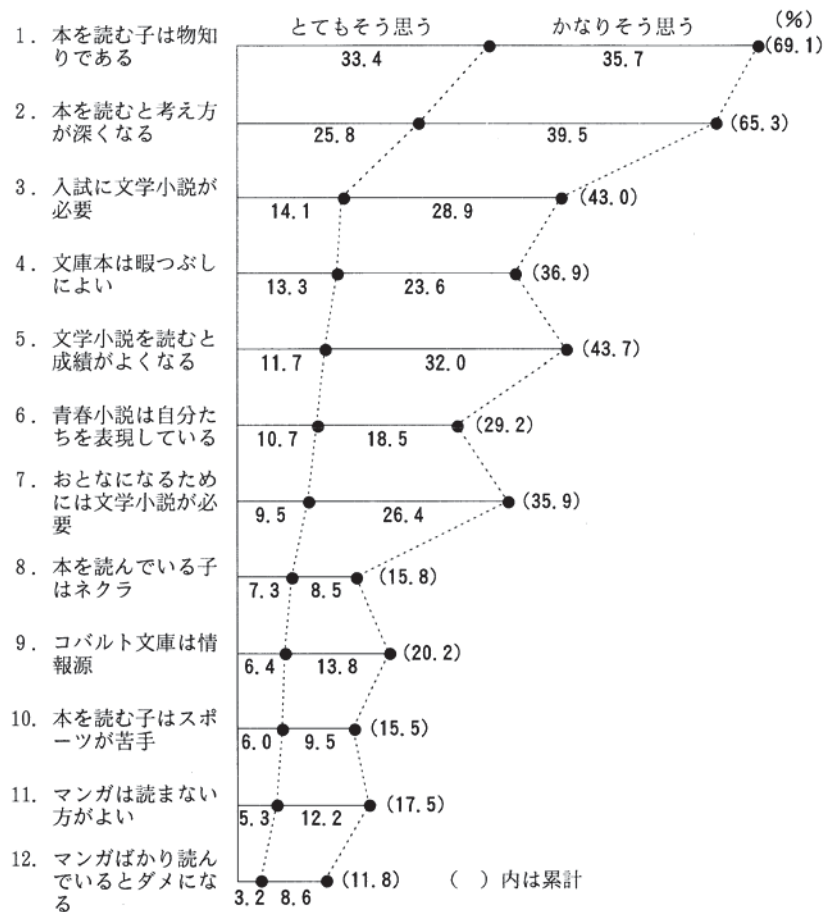 とてもそう思う かなりそう思う (%)
1. 本を読む子は物知
りである
33.4 35.7 (69.1)
2. 本を読むと考え方
が深くなる
25.8 39.5 (65.3)
3. 入試に文学小説が
必要
14.1 28.9 (43.0)
4. 文庫本は暇つぶし
によい
13.3 23.6 (36.9)
5. 文学小説を読むと
成績がよくなる
11.7 32.0 (43.7)
6. 青春小説は自分た
ちを表現している
10.7 18.5 (29.2)
7. おとなになるため
には文学小説が必
要
9.5 26.4 (35.9)
8. 本を読んでいる子
はネクラ
7.3 8.5 (15.8)
9. コバルト文庫は情
報源
6.4 13.8 (20.2)
10. 本を読む子はスポ
ーツが苦手
6.0 9.5 (15.5)
11. マンガは読まない
方がよい
5.3 12.2 (17.5)
12. マンガばかり読ん
でいるとダメにな
る
3.2 8.6 (11.8)
( )内は累計